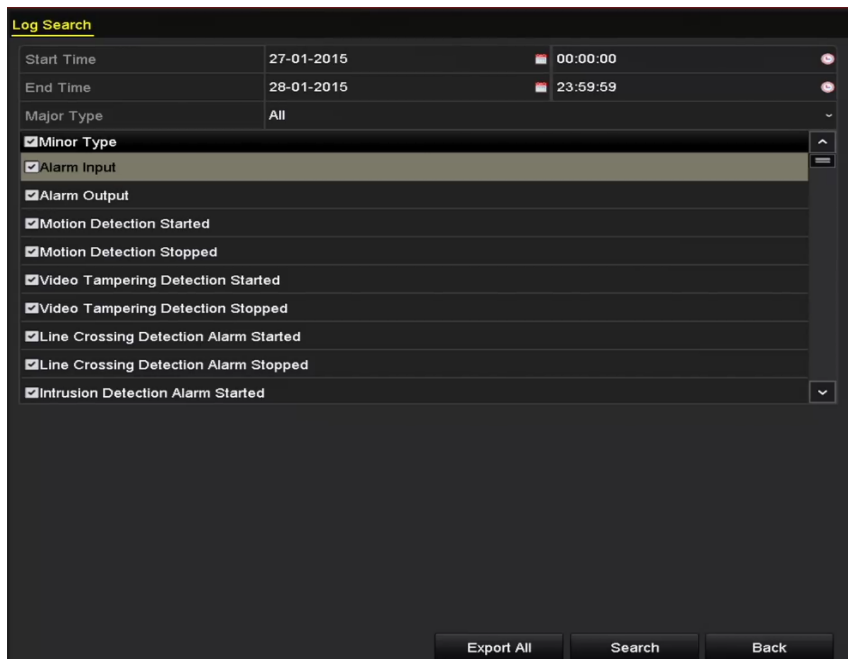 Log Search
Start Time 27-01-2015 00:00:00
End Time 28-01-2015 23:59:59
Major Type All
Minor Type
Alarm Input
Alarm Output
Motion Detection Started
Motion Detection Stopped
Video Tampering Detection Started
Video Tampering Detection Stopped
Line Crossing Detection Alarm Started
Line Crossing Detection Alarm Stopped
Intrusion Detection Alarm Started
Export All Search Back